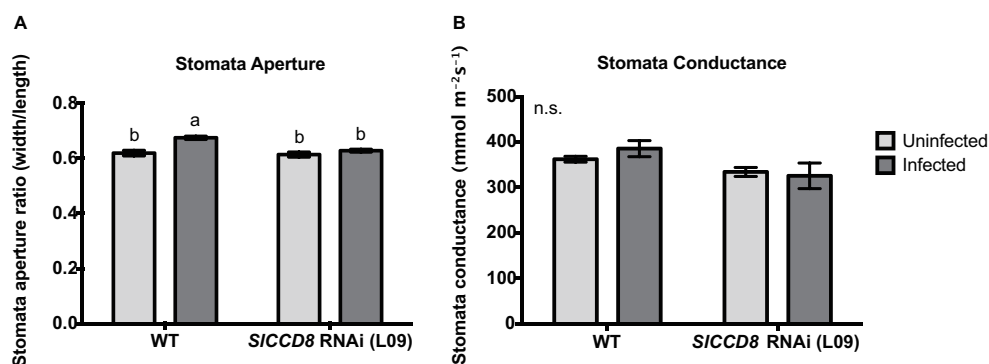 A
Stomata Aperture
Stomata aperture ratio (width/length)
0.8
0.6
0.4
0.2
0.0
b
a
b
b
WT
SlCCD8 RNAi (L09)
B
Stomata Conductance
Stomata conductance (mmol m⁻²s⁻¹)
500
400
300
200
100
0
n.s.
WT
SlCCD8 RNAi (L09)
Uninfected
Infected